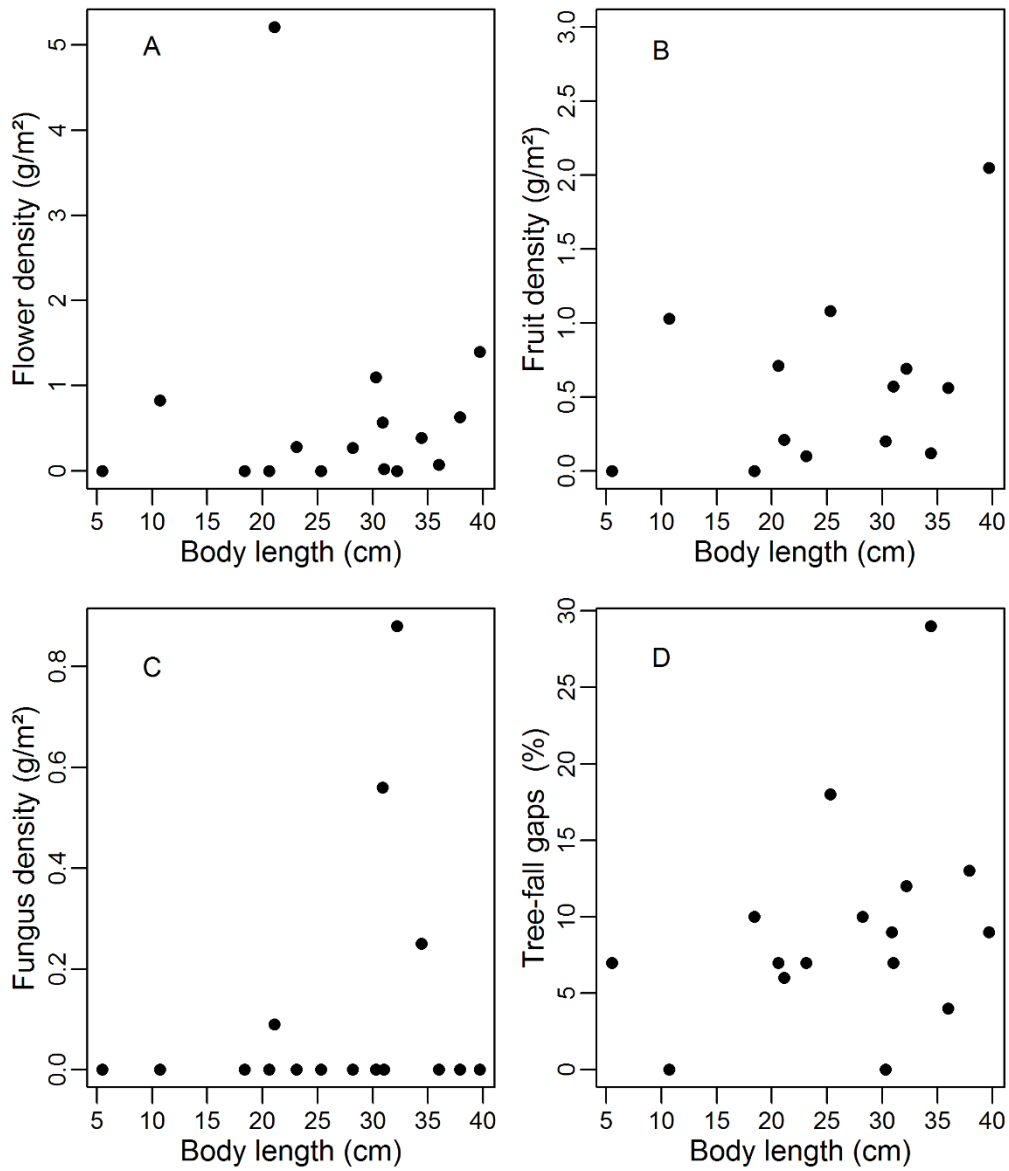 A
Flower density (g/m²)
0 1 2 3 4 5
5 10 15 20 25 30 35 40
Body length (cm)
B
Fruit density (g/m²)
0.0 0.5 1.0 1.5 2.0 2.5 3.0
5 10 15 20 25 30 35 40
Body length (cm)
C
Fungus density (g/m²)
0.0 0.2 0.4 0.6 0.8
5 10 15 20 25 30 35 40
Body length (cm)
D
Tree-fall gaps (%)
0 5 10 15 20 25 30
5 10 15 20 25 30 35 40
Body length (cm)